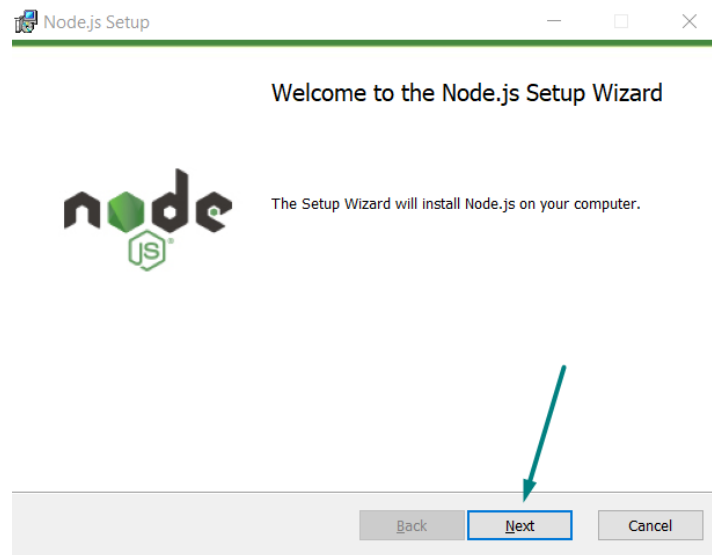 Node.js Setup
Welcome to the Node.js Setup Wizard
node
JS
The Setup Wizard will install Node.js on your computer.
Back Next Cancel